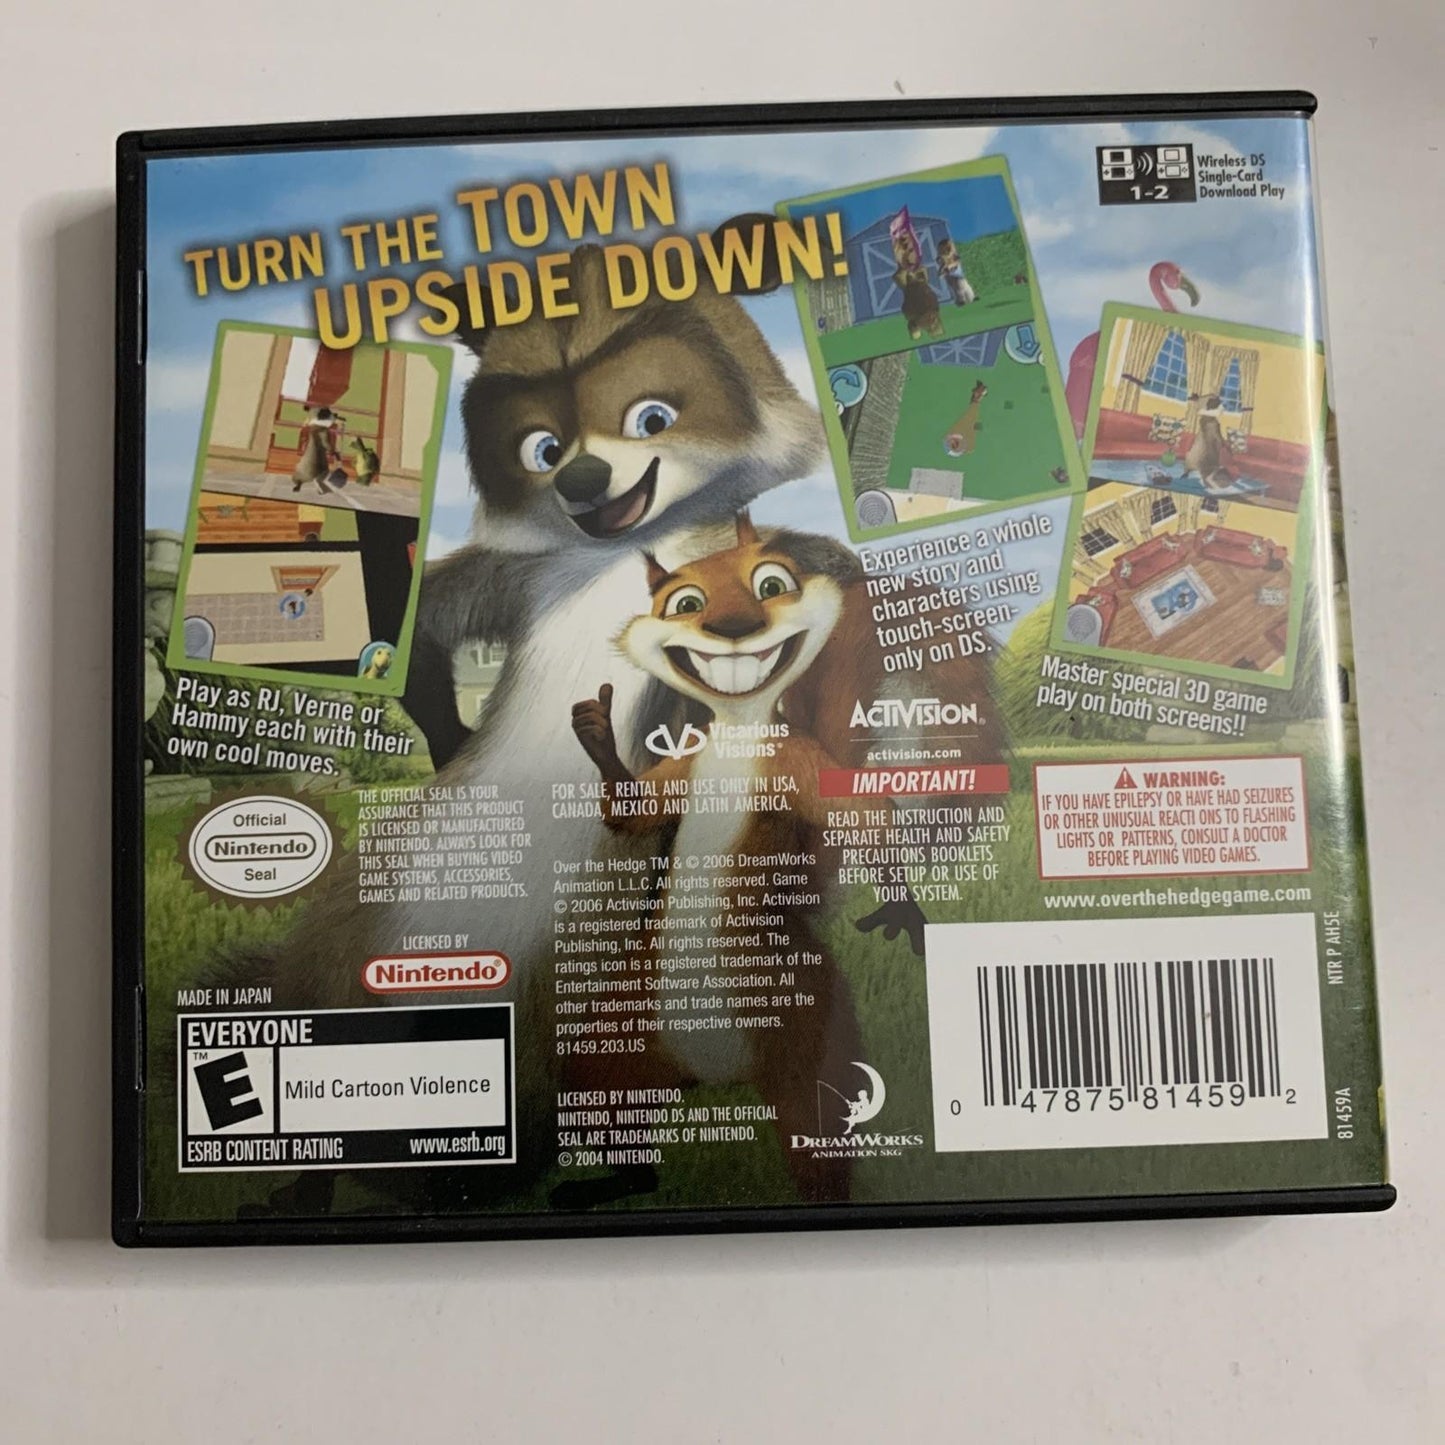 TURN THE TOWN
UPSIDE DOWN!
1-2
Wireless DS
Single-Card
Download Play
Play as RJ, Verne or
Hammy each with their
own cool moves.
Experience a whole
new story and
characters using
touch-screen-
only on DS.
Master special 3D game
play on both screens!!
Vicarious
Visions®
ACTIVISION®
activision.com
Official
Nintendo
Seal
THE OFFICIAL SEAL IS YOUR
ASSURANCE THAT THIS PRODUCT
IS LICENSED OR MANUFACTURED
BY NINTENDO. ALWAYS LOOK FOR
THIS SEAL WHEN BUYING VIDEO
GAME SYSTEMS, ACCESSORIES,
GAMES AND RELATED PRODUCTS.
FOR SALE, RENTAL AND USE ONLY IN USA,
CANADA, MEXICO AND LATIN AMERICA.
IMPORTANT!
READ THE INSTRUCTION AND
SEPARATE HEALTH AND SAFETY
PRECAUTIONS BOOKLETS
BEFORE SETUP OR USE OF
YOUR SYSTEM.
WARNING:
IF YOU HAVE EPILEPSY OR HAVE HAD SEIZURES
OR OTHER UNUSUAL REACTI ONS TO FLASHING
LIGHTS OR PATTERNS, CONSULT A DOCTOR
BEFORE PLAYING VIDEO GAMES.
www.overthehedgegame.com
LICENSED BY
Nintendo®
MADE IN JAPAN
EVERYONE
TM
E
Mild Cartoon Violence
ESRB CONTENT RATING www.esrb.org
Over the Hedge TM & © 2006 DreamWorks
Animation L.L.C. All rights reserved. Game
© 2006 Activision Publishing, Inc. Activision
is a registered trademark of Activision
Publishing, Inc. All rights reserved. The
ratings icon is a registered trademark of the
Entertainment Software Association. All
other trademarks and trade names are the
properties of their respective owners.
81459.203.US
LICENSED BY NINTENDO.
NINTENDO, NINTENDO DS AND THE OFFICIAL
SEAL ARE TRADEMARKS OF NINTENDO.
© 2004 NINTENDO.
DREAMWORKS
ANIMATION SKG
0 47875 81459 2
NTR P AH5E
81459A